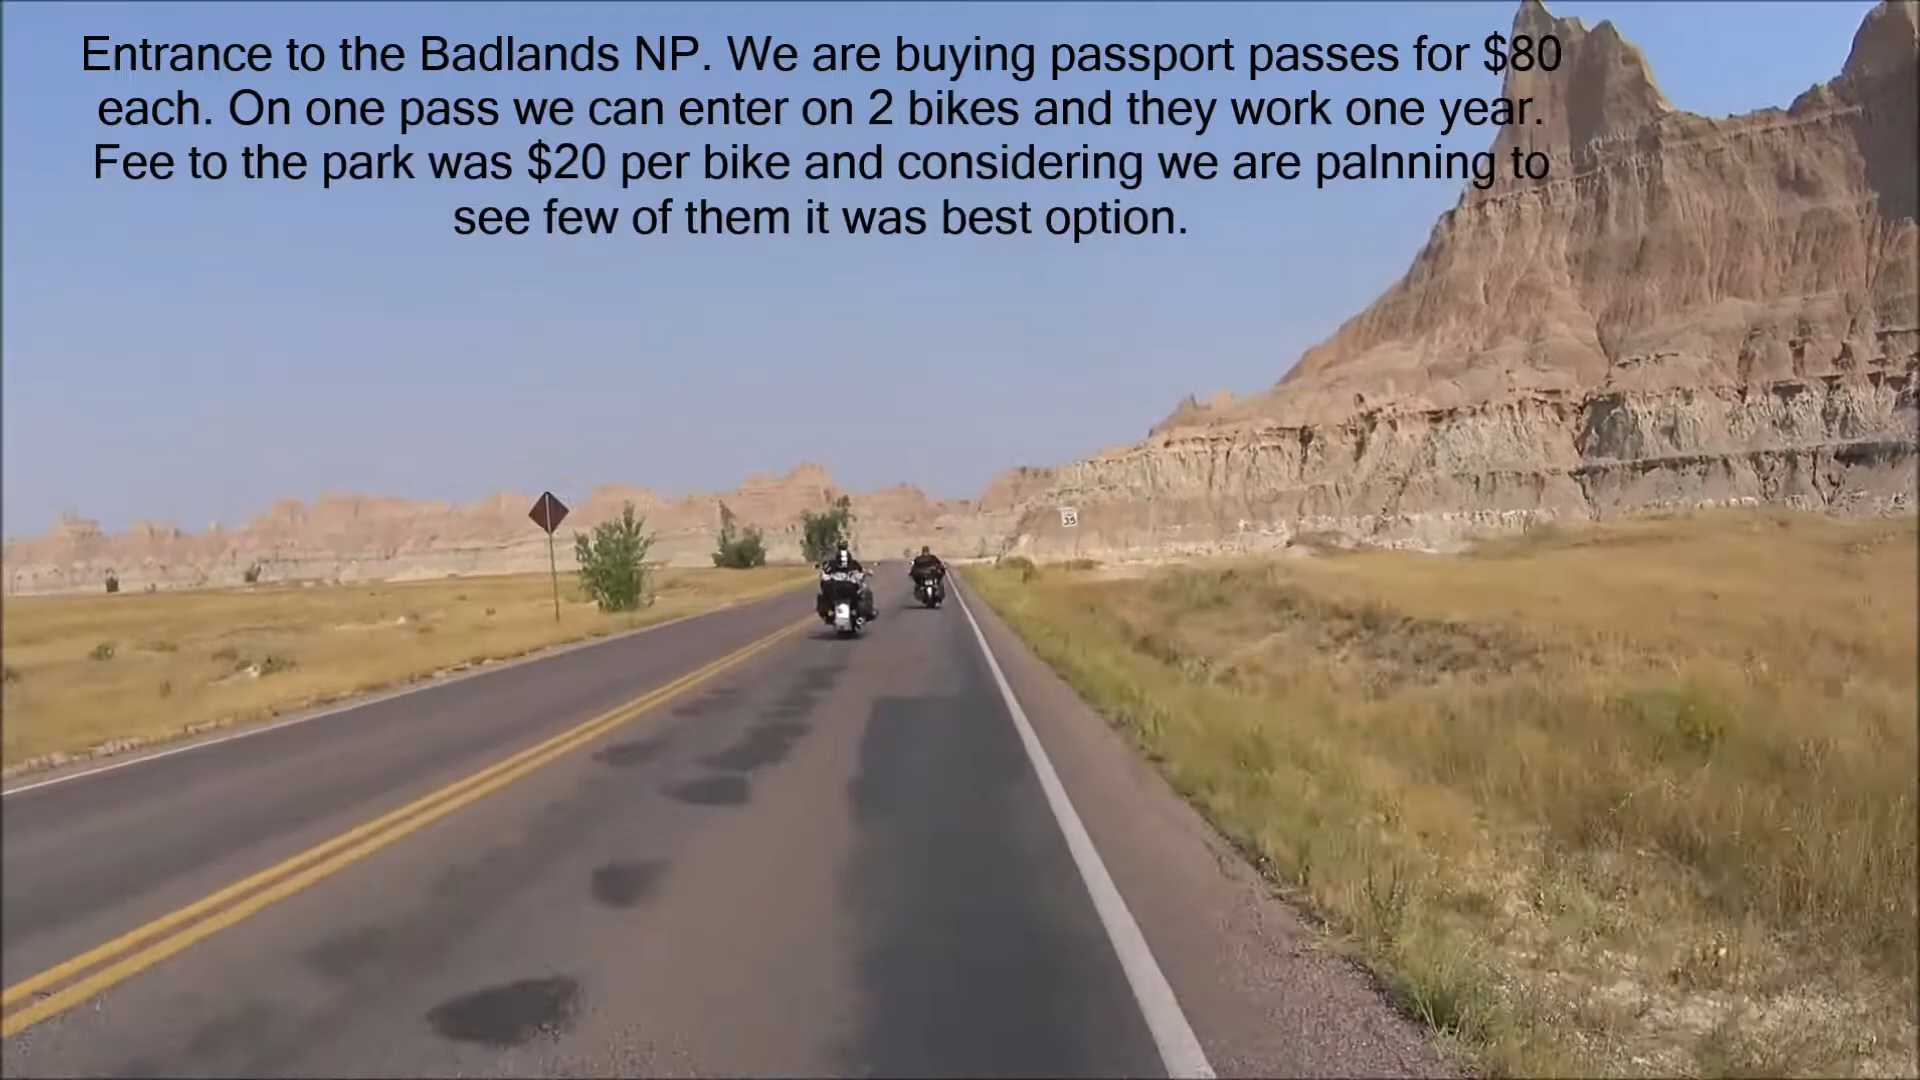 Entrance to the Badlands NP. We are buying passport passes for $80
each. On one pass we can enter on 2 bikes and they work one year.
Fee to the park was $20 per bike and considering we are palnning to
see few of them it was best option.
35